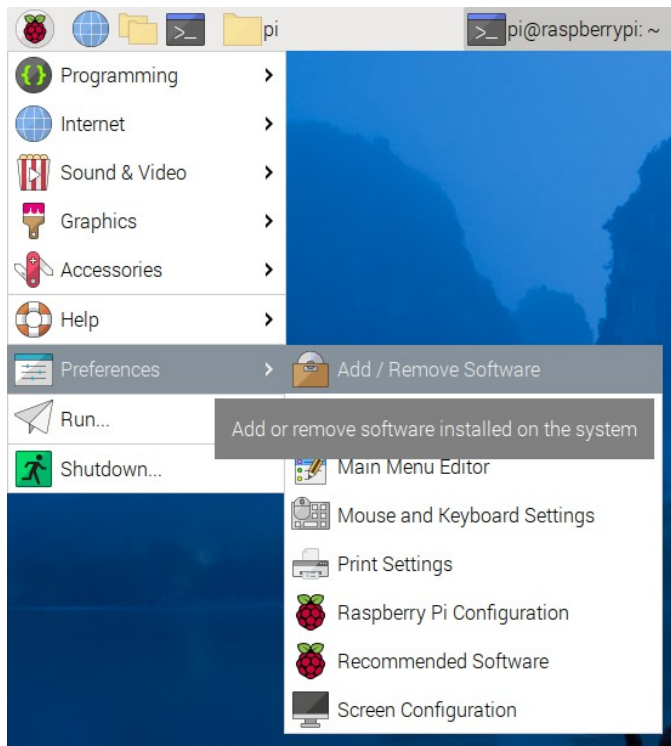 pi
pi@raspberrypi: ~
Programming
Internet
Sound & Video
Graphics
Accessories
Help
Preferences
Add / Remove Software
Run...
Add or remove software installed on the system
Shutdown...
Main Menu Editor
Mouse and Keyboard Settings
Print Settings
Raspberry Pi Configuration
Recommended Software
Screen Configuration